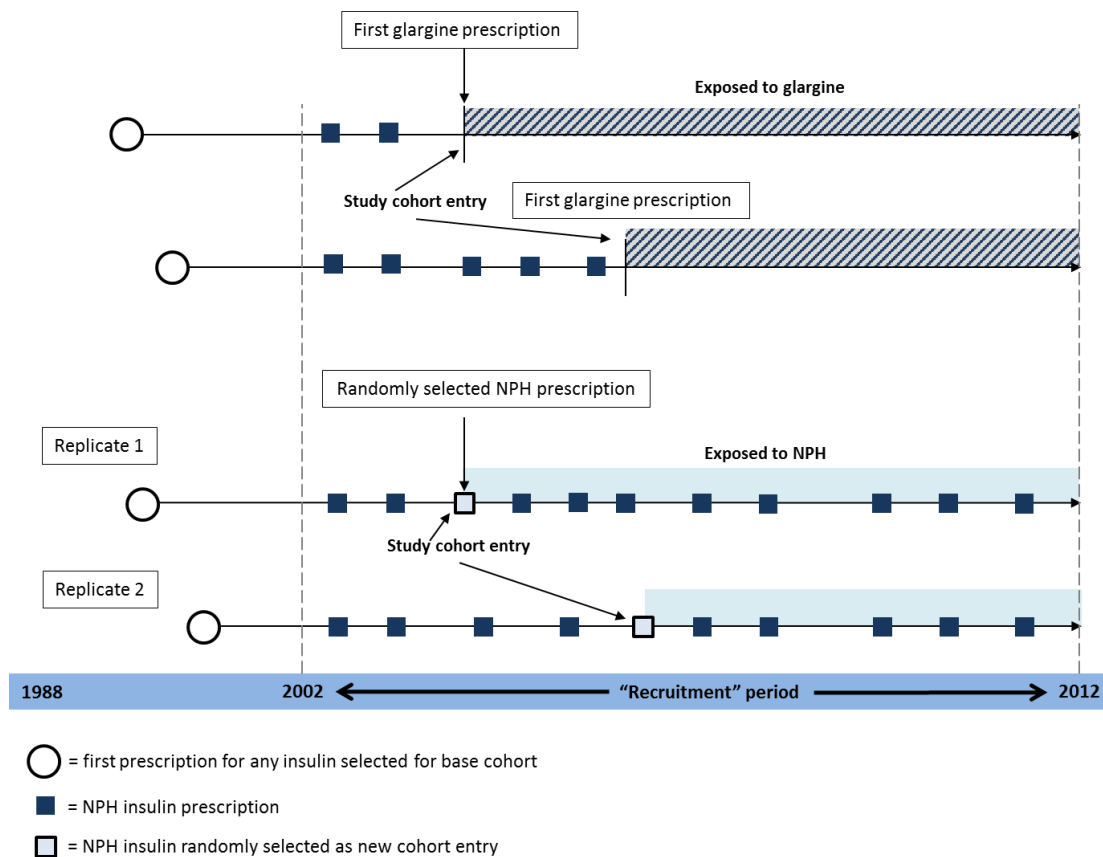 First glargine prescription
Exposed to glargine
Study cohort entry
First glargine prescription
Randomly selected NPH prescription
Replicate 1
Exposed to NPH
Study cohort entry
Replicate 2
1988
2002
“Recruitment” period
2012
= first prescription for any insulin selected for base cohort
= NPH insulin prescription
= NPH insulin randomly selected as new cohort entry